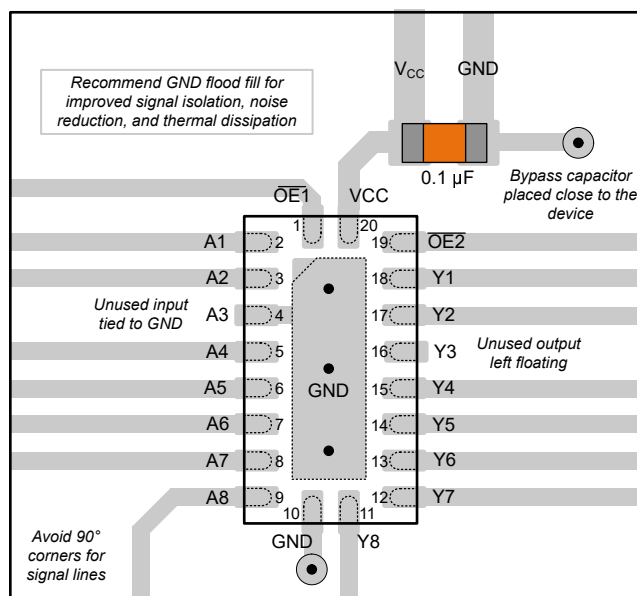 V_CC GND
Recommend GND flood fill for
improved signal isolation, noise
reduction, and thermal dissipation
0.1 µF
Bypass capacitor
placed close to the
device
O̅E̅1̅ VCC
1 20
A1 2 19 O̅E̅2̅
A2 3 18 Y1
Unused input
tied to GND
A3 4 17 Y2
A4 5 16 Y3
Unused output
left floating
A5 6 GND 15 Y4
A6 7 14 Y5
A7 8 13 Y6
A8 9 12 Y7
10 11
GND Y8
Avoid 90°
corners for
signal lines